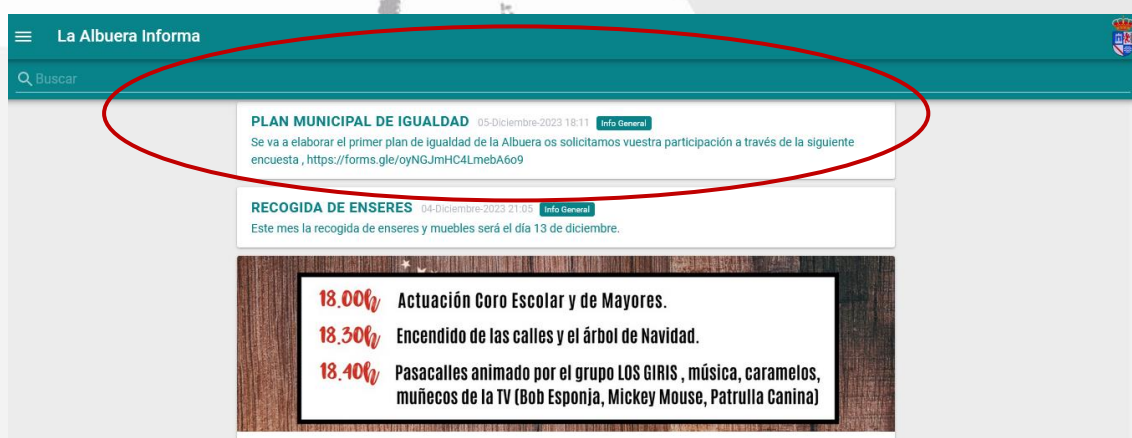 La Albuera Informa
Buscar
PLAN MUNICIPAL DE IGUALDAD 05-Diciembre-2023 18:11 Info General
Se va a elaborar el primer plan de igualdad de la Albuera os solicitamos vuestra participación a través de la siguiente
encuesta , https://forms.gle/oyNGJmHC4LmebA6o9
RECOGIDA DE ENSERES 04-Diciembre-2023 21:05 Info General
Este mes la recogida de enseres y muebles será el día 13 de diciembre.
18.00h Actuación Coro Escolar y de Mayores.
18.30h Encendido de las calles y el árbol de Navidad.
18.40h Pasacalles animado por el grupo LOS GIRIS , música, caramelos,
muñecos de la TV (Bob Esponja, Mickey Mouse, Patrulla Canina)